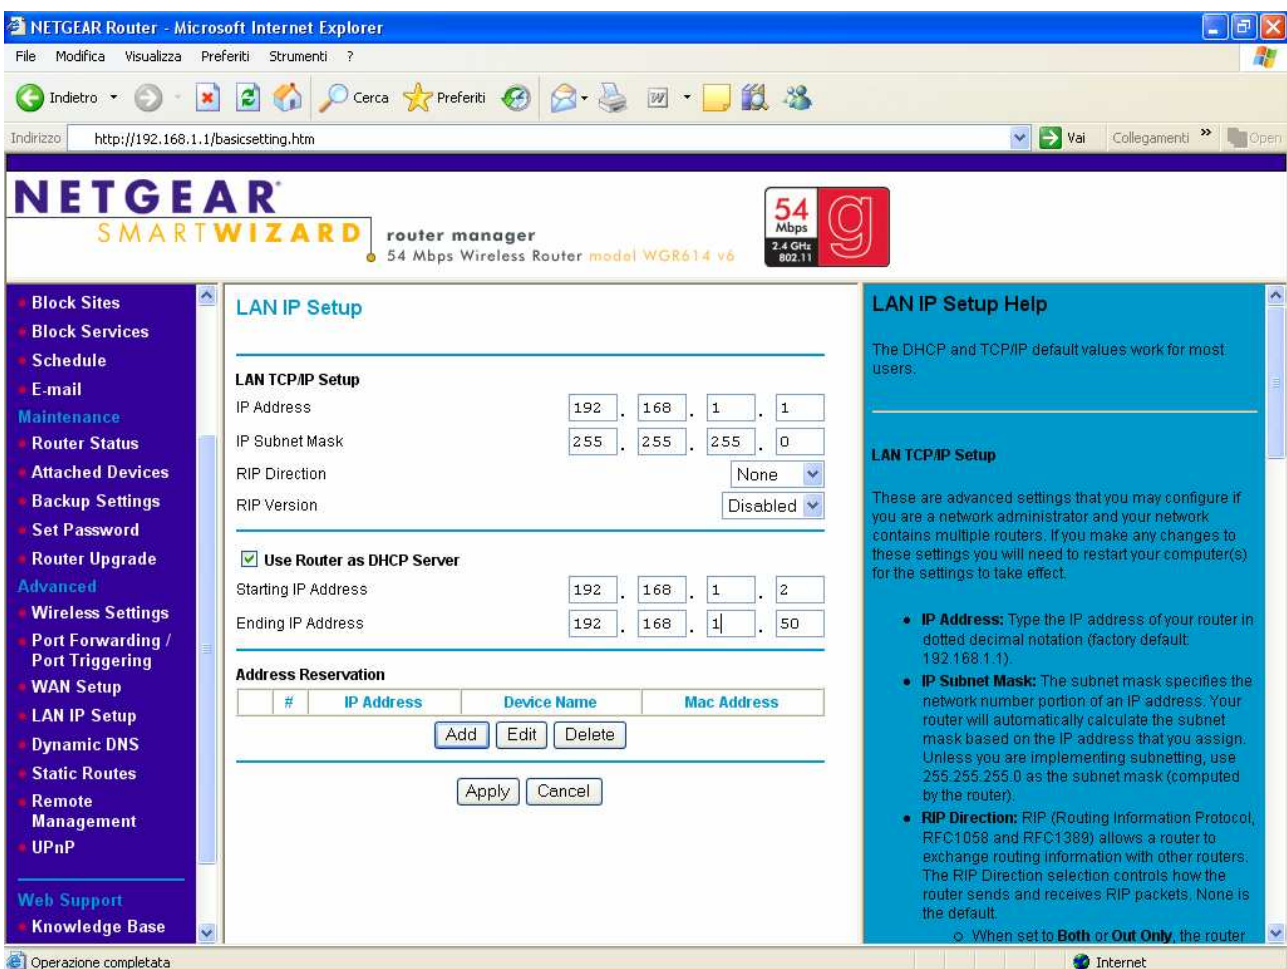 NETGEAR Router - Microsoft Internet Explorer
File Modifica Visualizza Preferiti Strumenti ?
Indietro Cerca Preferiti
Indirizzo http://192.168.1.1/basicsetting.htm Vai Collegamenti » Open
NETGEAR
SMARTWIZARD router manager
54 Mbps Wireless Router model WGR614 v6
54
Mbps
2.4 GHz
802.11
g
Block Sites
Block Services
Schedule
E-mail
Maintenance
Router Status
Attached Devices
Backup Settings
Set Password
Router Upgrade
Advanced
Wireless Settings
Port Forwarding /
Port Triggering
WAN Setup
LAN IP Setup
Dynamic DNS
Static Routes
Remote
Management
UPnP
Web Support
Knowledge Base
LAN IP Setup
LAN TCP/IP Setup
IP Address 192 . 168 . 1 . 1
IP Subnet Mask 255 . 255 . 255 . 0
RIP Direction None
RIP Version Disabled
Use Router as DHCP Server
Starting IP Address 192 . 168 . 1 . 2
Ending IP Address 192 . 168 . 1 . 50
Address Reservation
# IP Address Device Name Mac Address
Add Edit Delete
Apply Cancel
LAN IP Setup Help
The DHCP and TCP/IP default values work for most
users.
LAN TCP/IP Setup
These are advanced settings that you may configure if
you are a network administrator and your network
contains multiple routers. If you make any changes to
these settings you will need to restart your computer(s)
for the settings to take effect.
• IP Address: Type the IP address of your router in
dotted decimal notation (factory default:
192.168.1.1).
• IP Subnet Mask: The subnet mask specifies the
network number portion of an IP address. Your
router will automatically calculate the subnet
mask based on the IP address that you assign.
Unless you are implementing subnetting, use
255.255.255.0 as the subnet mask (computed
by the router).
• RIP Direction: RIP (Routing Information Protocol,
RFC1058 and RFC1389) allows a router to
exchange routing information with other routers.
The RIP Direction selection controls how the
router sends and receives RIP packets. None is
the default.
○ When set to Both or Out Only, the router
Operazione completata Internet